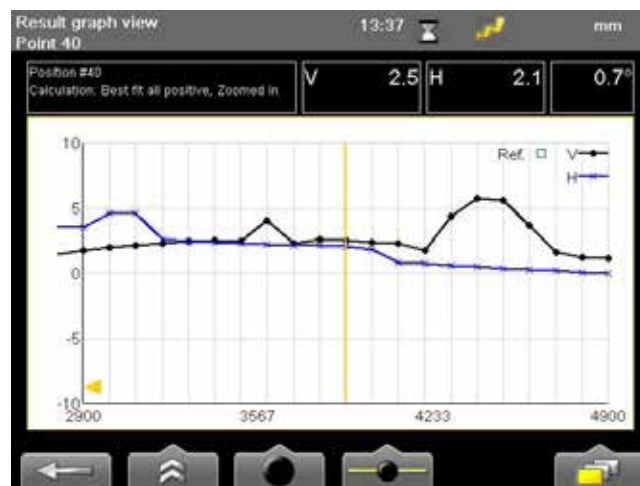 Result graph view 13:37 mm
Point 40
Position #40
Calculation: Best fit all positive, Zoomed in
V 2.5 H 2.1 0.7°
10
Ref. V
H
5
0
-5
-10
2900 3567 4233 4900